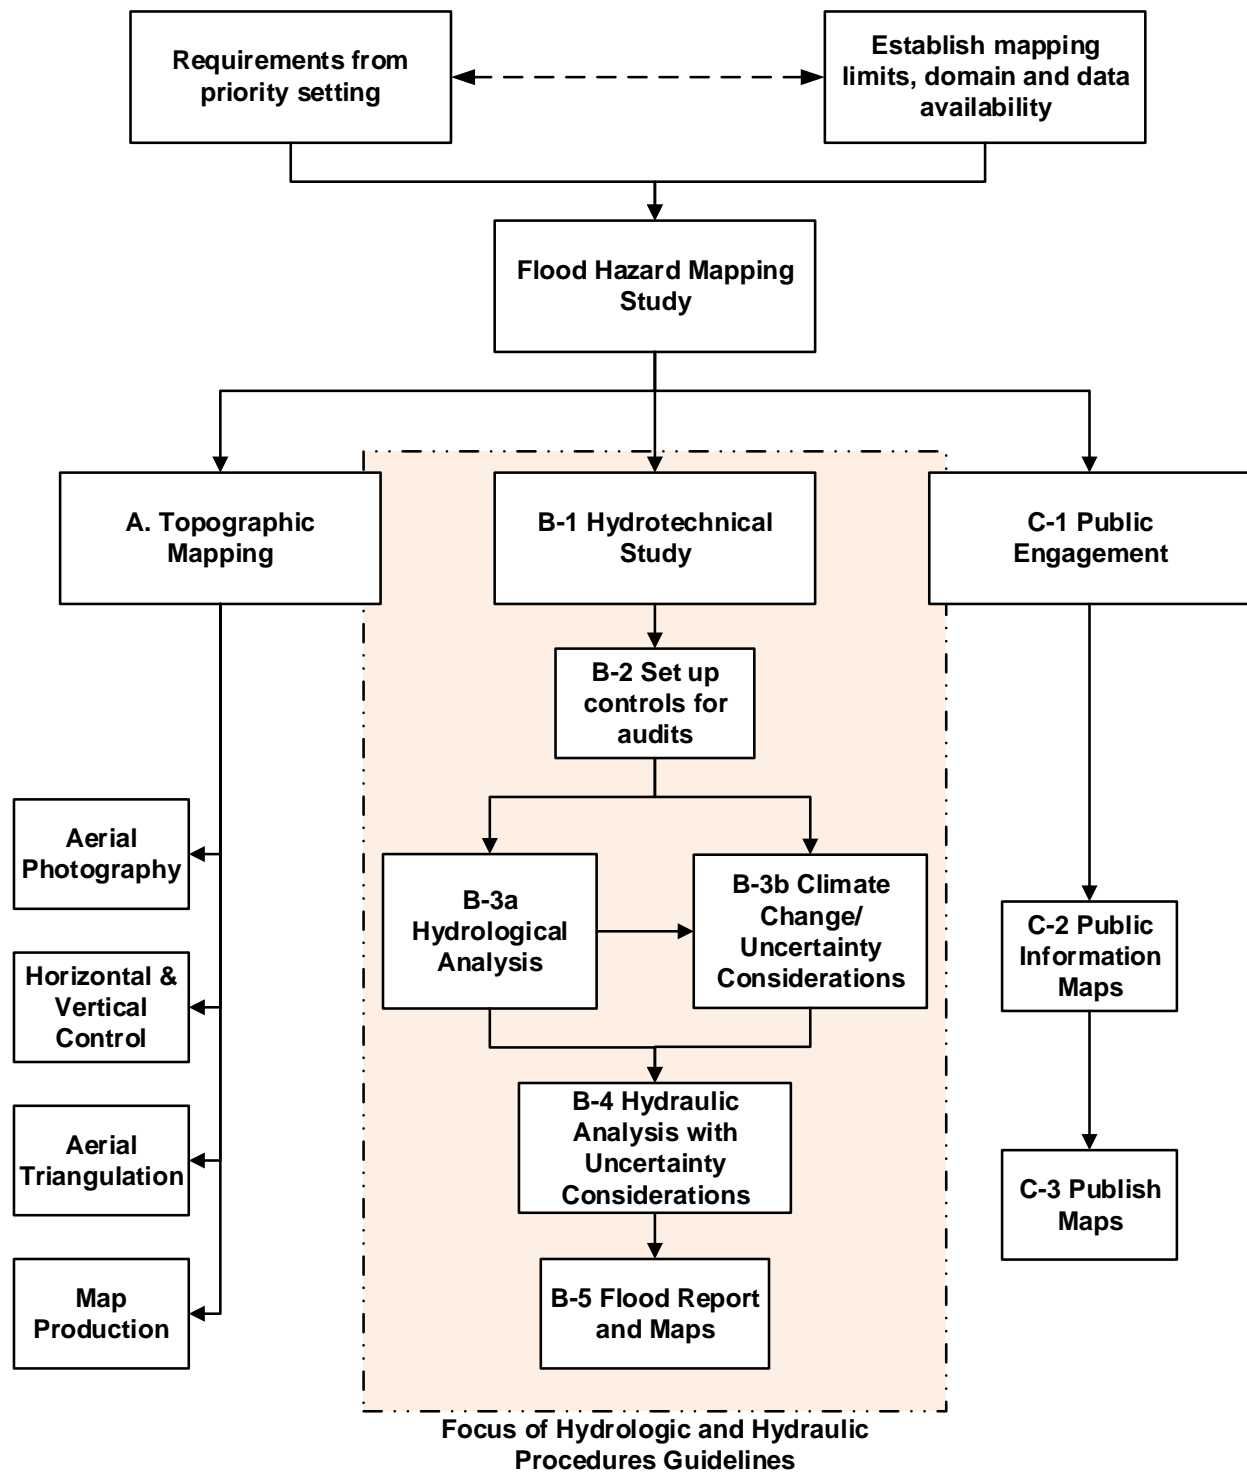 Requirements from
priority setting
Establish mapping
limits, domain and data
availability
Flood Hazard Mapping
Study
A. Topographic
Mapping
B-1 Hydrotechnical
Study
C-1 Public
Engagement
B-2 Set up
controls for
audits
Aerial
Photography
Horizontal &
Vertical
Control
Aerial
Triangulation
Map
Production
B-3a
Hydrological
Analysis
B-3b Climate
Change/
Uncertainty
Considerations
B-4 Hydraulic
Analysis with
Uncertainty
Considerations
B-5 Flood Report
and Maps
C-2 Public
Information
Maps
C-3 Publish
Maps
Focus of Hydrologic and Hydraulic
Procedures Guidelines